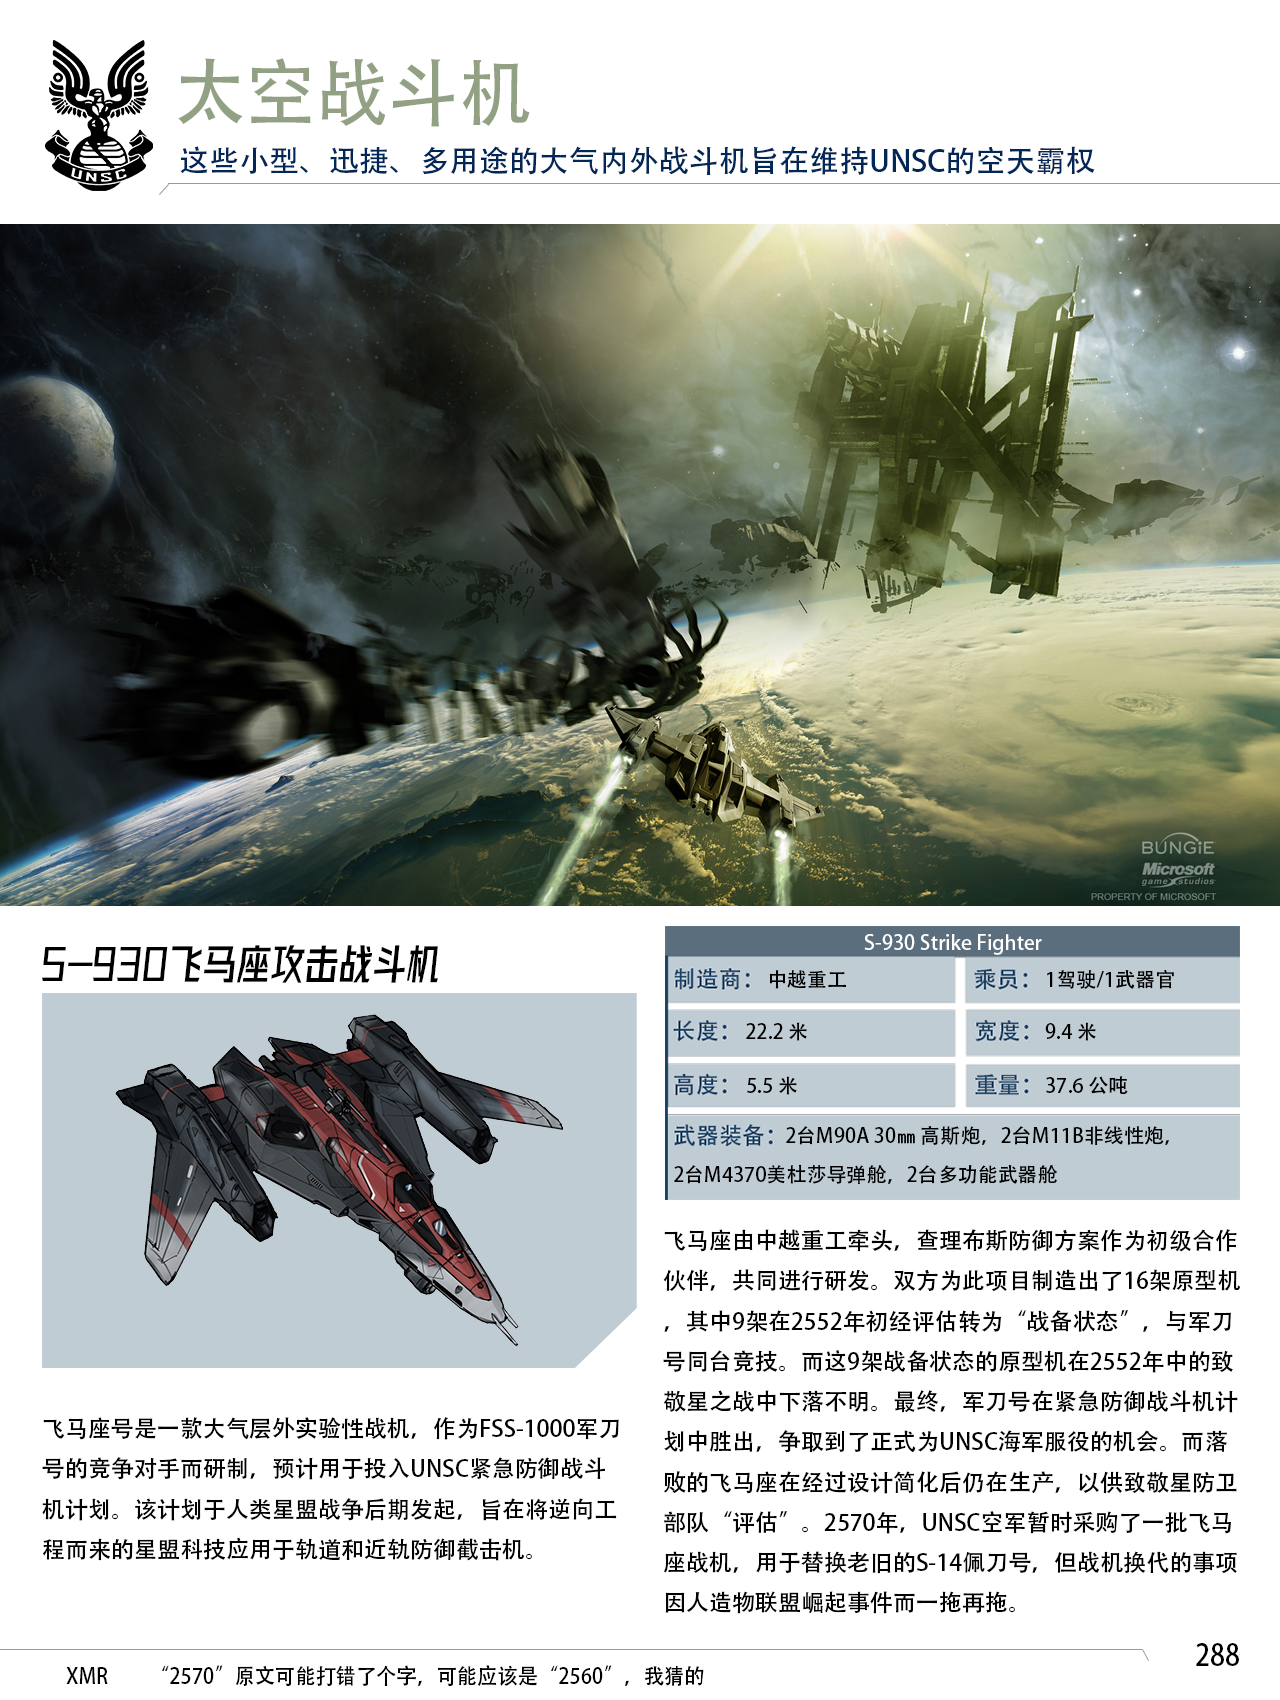 太空战斗机
这些小型、迅捷、多用途的大气内外战斗机旨在维持UNSC的空天霸权
UNSC
BUNGiE
Microsoft
game studios
PROPERTY OF MICROSOFT
S-930飞马座攻击战斗机
飞马座号是一款大气层外实验性战机，作为FSS-1000军刀
号的竞争对手而研制，预计用于投入UNSC紧急防御战斗
机计划。该计划于人类星盟战争后期发起，旨在将逆向工
程而来的星盟科技应用于轨道和近轨防御截击机。
S-930 Strike Fighter
制造商：中越重工
乘员：1驾驶/1武器官
长度：22.2 米
宽度：9.4 米
高度：5.5 米
重量：37.6 公吨
武器装备：2台M90A 30㎜ 高斯炮，2台M11B非线性炮，
2台M4370美杜莎导弹舱，2台多功能武器舱
飞马座由中越重工牵头，查理布斯防御方案作为初级合作
伙伴，共同进行研发。双方为此项目制造出了16架原型机
，其中9架在2552年初经评估转为“战备状态”，与军刀
号同台竞技。而这9架战备状态的原型机在2552年中的致
敬星之战中下落不明。最终，军刀号在紧急防御战斗机计
划中胜出，争取到了正式为UNSC海军服役的机会。而落
败的飞马座在经过设计简化后仍在生产，以供致敬星防卫
部队“评估”。2570年，UNSC空军暂时采购了一批飞马
座战机，用于替换老旧的S-14佩刀号，但战机换代的事项
因人造物联盟崛起事件而一拖再拖。
288
XMR “2570”原文可能打错了个字，可能应该是“2560”，我猜的